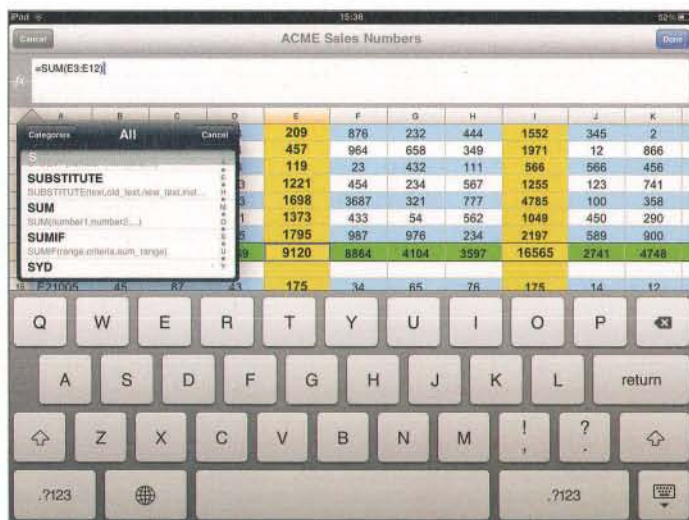 iPad 15:36 52%
Cancel ACME Sales Numbers Done
fx =SUM(E3:E12)
A B C D E F G H I J K
209 876 232 444 1552 345 2
457 964 658 349 1971 12 866
119 23 432 111 566 566 456
1221 454 234 567 1255 123 741
1698 3687 321 777 4785 100 358
1373 433 54 562 1049 450 290
1795 987 976 234 2197 589 900
9120 8864 4104 3597 16565 2741 4748
E21005 45 87 43 175 34 65 76 175 14 12
Categories All Cancel
S
SUBSTITUTE
SUBSTITUTE(text,old_text,new_text,inst...
SUM
SUM(number1,number2,...)
SUMIF
SUMIF(range,criteria,sum_range)
SYD
Q W E R T Y U I O P
A S D F G H J K L return
Z X C V B N M ! , ? .
.?123 .?123